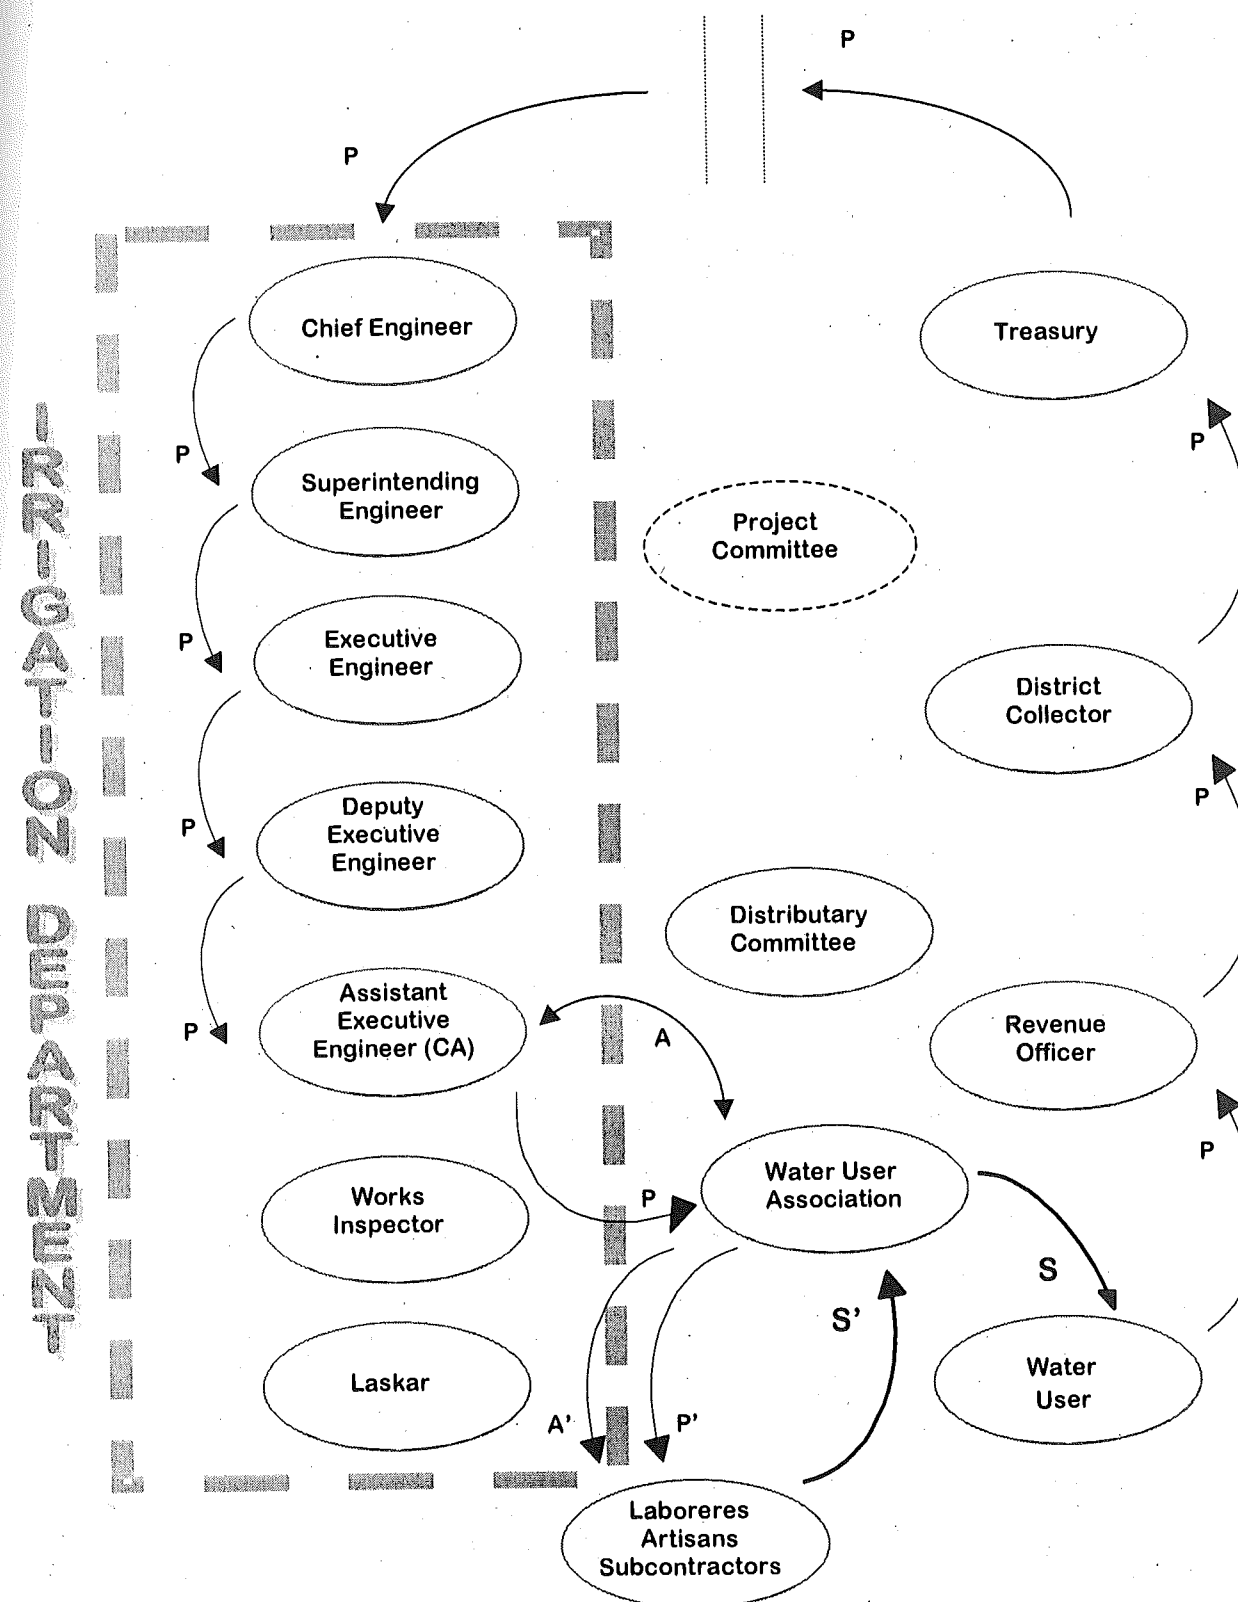 P
P
IRRIGATION DEPARTMENT
Chief Engineer
Treasury
P
P
Superintending
Engineer
Project
Committee
P
Executive
Engineer
District
Collector
P
P
Deputy
Executive
Engineer
Distributary
Committee
P
Assistant
Executive
Engineer (CA)
A
Revenue
Officer
P
Water User
Association
P
Works
Inspector
S
S'
Water
User
Laskar
A'
P'
Laboreres
Artisans
Subcontractors